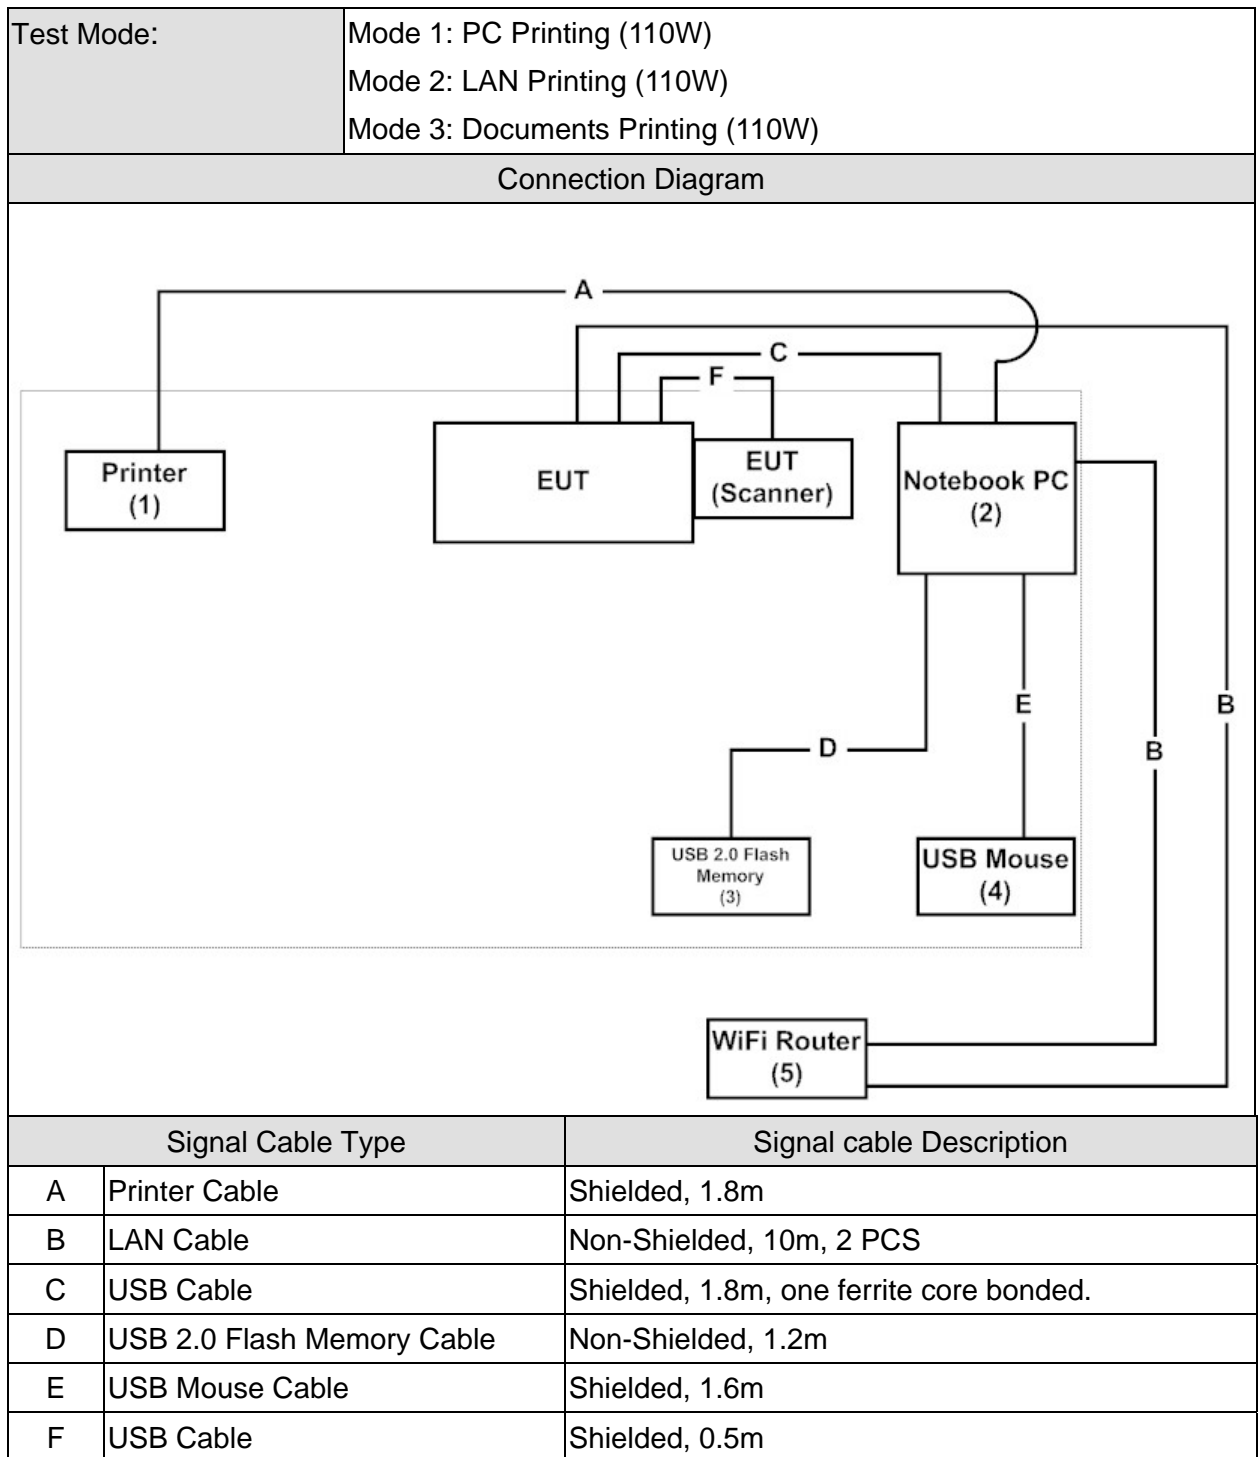 Test Mode:
Mode 1: PC Printing (110W)
Mode 2: LAN Printing (110W)
Mode 3: Documents Printing (110W)
Connection Diagram
A
C
F
Printer
(1)
EUT
EUT
(Scanner)
Notebook PC
(2)
E
B
D
B
USB 2.0 Flash
Memory
(3)
USB Mouse
(4)
WiFi Router
(5)
Signal Cable Type Signal cable Description
A Printer Cable Shielded, 1.8m
B LAN Cable Non-Shielded, 10m, 2 PCS
C USB Cable Shielded, 1.8m, one ferrite core bonded.
D USB 2.0 Flash Memory Cable Non-Shielded, 1.2m
E USB Mouse Cable Shielded, 1.6m
F USB Cable Shielded, 0.5m